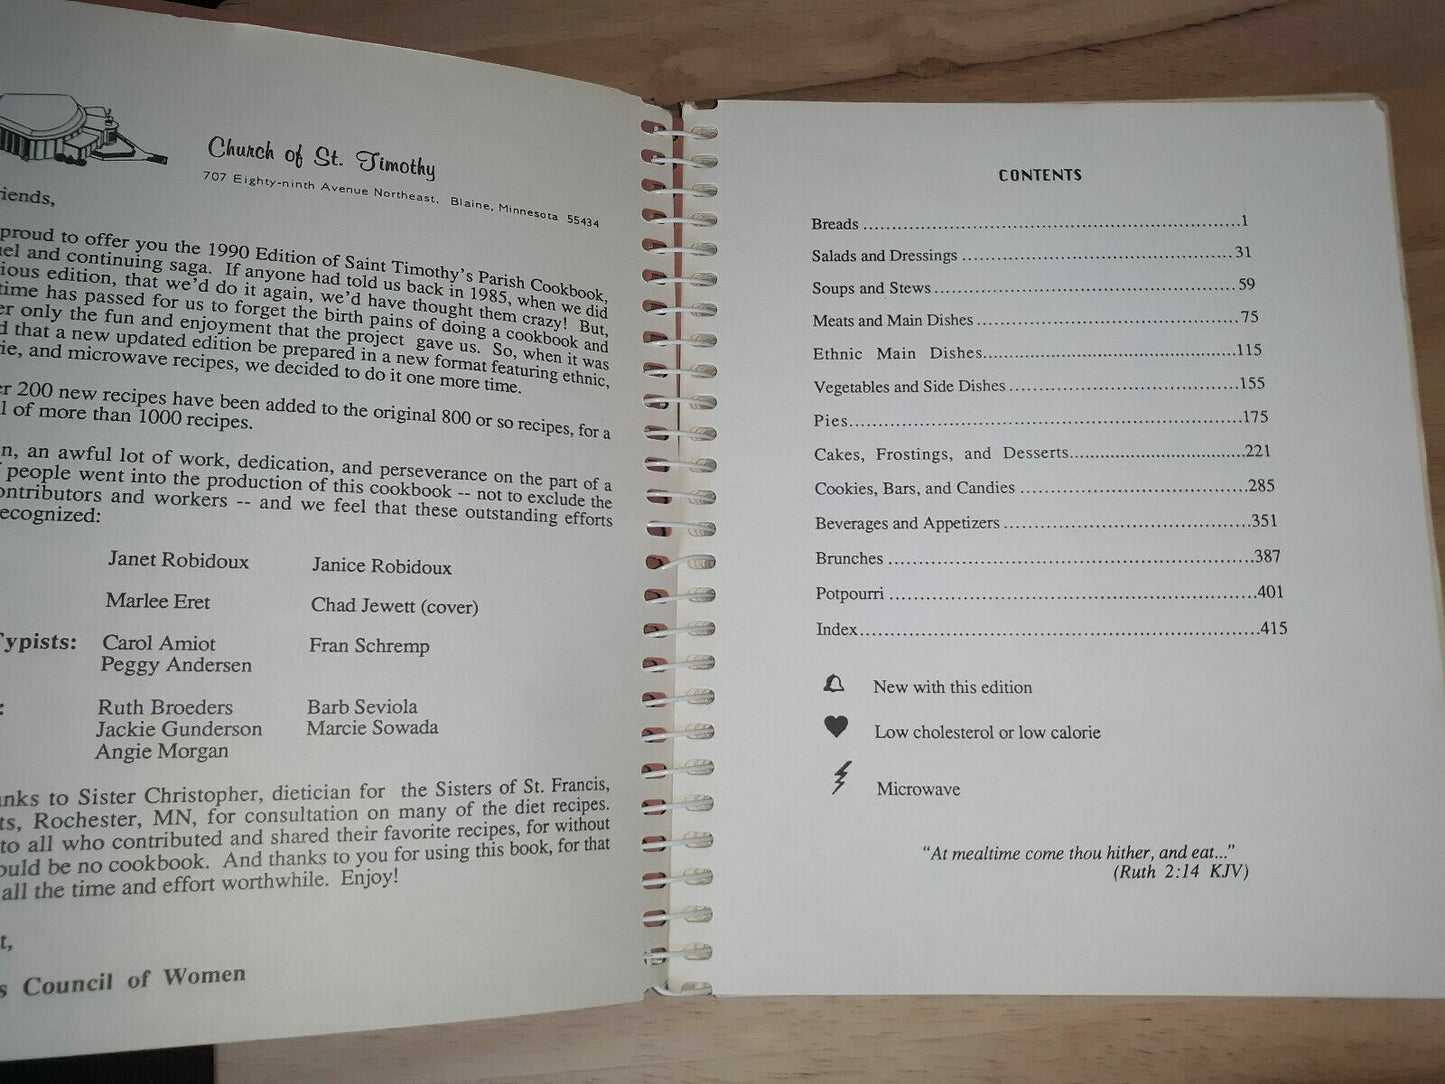 Church of St. Timothy
707 Eighty-ninth Avenue Northeast, Blaine, Minnesota 55434
iends,
proud to offer you the 1990 Edition of Saint Timothy's Parish Cookbook,
el and continuing saga. If anyone had told us back in 1985, when we did
ious edition, that we'd do it again, we'd have thought them crazy! But,
time has passed for us to forget the birth pains of doing a cookbook and
er only the fun and enjoyment that the project gave us. So, when it was
d that a new updated edition be prepared in a new format featuring ethnic,
ie, and microwave recipes, we decided to do it one more time.
er 200 new recipes have been added to the original 800 or so recipes, for a
l of more than 1000 recipes.
n, an awful lot of work, dedication, and perseverance on the part of a
f people went into the production of this cookbook -- not to exclude the
ontributors and workers -- and we feel that these outstanding efforts
ecognized:
Janet Robidoux Janice Robidoux
Marlee Eret Chad Jewett (cover)
ypists: Carol Amiot Fran Schremp
Peggy Andersen
: Ruth Broeders Barb Seviola
Jackie Gunderson Marcie Sowada
Angie Morgan
nks to Sister Christopher, dietician for the Sisters of St. Francis,
ts, Rochester, MN, for consultation on many of the diet recipes.
to all who contributed and shared their favorite recipes, for without
ould be no cookbook. And thanks to you for using this book, for that
all the time and effort worthwhile. Enjoy!
t,
s Council of Women
CONTENTS
Breads ........................................................................1
Salads and Dressings ....................................................31
Soups and Stews ..........................................................59
Meats and Main Dishes ..................................................75
Ethnic Main Dishes................................................115
Vegetables and Side Dishes ............................................155
Pies...........................................................................175
Cakes, Frostings, and Desserts..................................221
Cookies, Bars, and Candies ...........................................285
Beverages and Appetizers ...............................................351
Brunches .....................................................................387
Potpourri .....................................................................401
Index...........................................................................415
New with this edition
Low cholesterol or low calorie
Microwave
“At mealtime come thou hither, and eat...”
(Ruth 2:14 KJV)